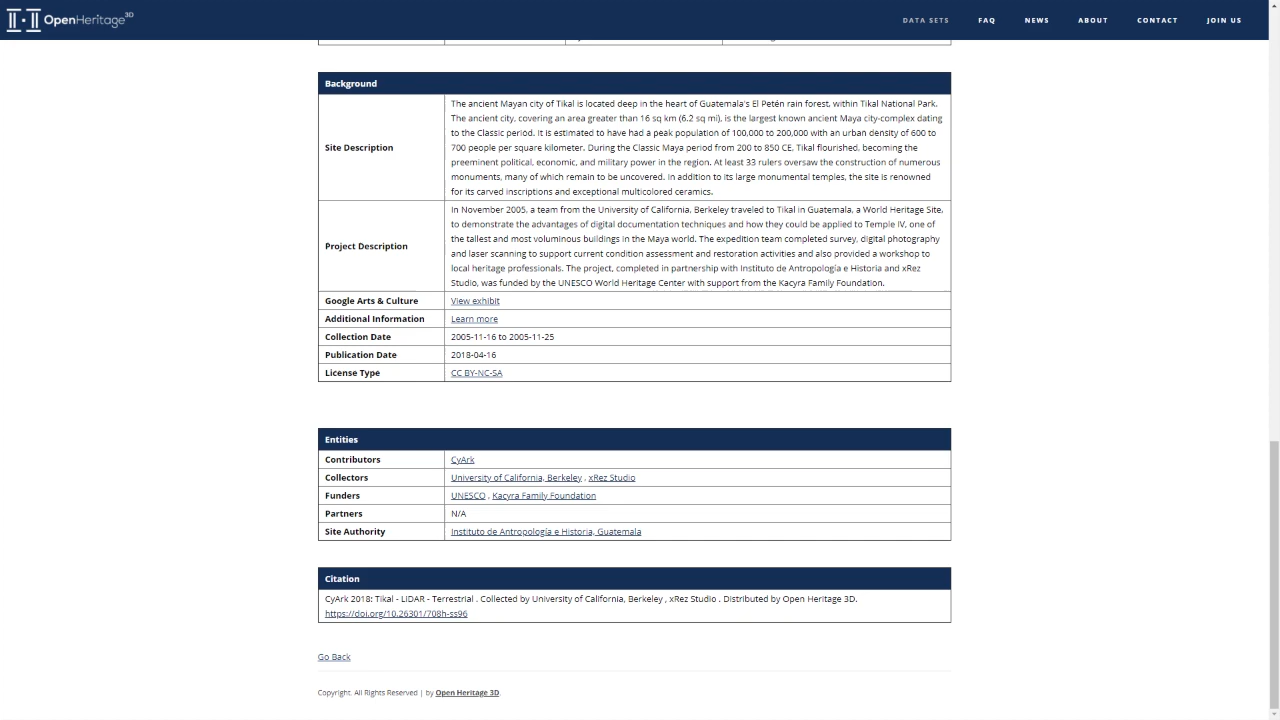 OpenHeritage3D
DATA SETS FAQ NEWS ABOUT CONTACT JOIN US
Background
Site Description
The ancient Mayan city of Tikal is located deep in the heart of Guatemala's El Petén rain forest, within Tikal National Park.
The ancient city, covering an area greater than 16 sq km (6.2 sq mi), is the largest known ancient Maya city-complex dating
to the Classic period. It is estimated to have had a peak population of 100,000 to 200,000 with an urban density of 600 to
700 people per square kilometer. During the Classic Maya period from 200 to 850 CE, Tikal flourished, becoming the
preeminent political, economic, and military power in the region. At least 33 rulers oversaw the construction of numerous
monuments, many of which remain to be uncovered. In addition to its large monumental temples, the site is renowned
for its carved inscriptions and exceptional multicolored ceramics.
Project Description
In November 2005, a team from the University of California, Berkeley traveled to Tikal in Guatemala, a World Heritage Site,
to demonstrate the advantages of digital documentation techniques and how they could be applied to Temple IV, one of
the tallest and most voluminous buildings in the Maya world. The expedition team completed survey, digital photography
and laser scanning to support current condition assessment and restoration activities and also provided a workshop to
local heritage professionals. The project, completed in partnership with Instituto de Antropología e Historia and xRez
Studio, was funded by the UNESCO World Heritage Center with support from the Kacyra Family Foundation.
Google Arts & Culture View exhibit
Additional Information Learn more
Collection Date 2005-11-16 to 2005-11-25
Publication Date 2018-04-16
License Type CC BY-NC-SA
Entities
Contributors CyArk
Collectors University of California, Berkeley , xRez Studio
Funders UNESCO , Kacyra Family Foundation
Partners N/A
Site Authority Instituto de Antropología e Historia, Guatemala
Citation
CyArk 2018: Tikal - LiDAR - Terrestrial . Collected by University of California, Berkeley , xRez Studio . Distributed by Open Heritage 3D.
https://doi.org/10.26301/708h-ss96
Go Back
Copyright. All Rights Reserved | by Open Heritage 3D.